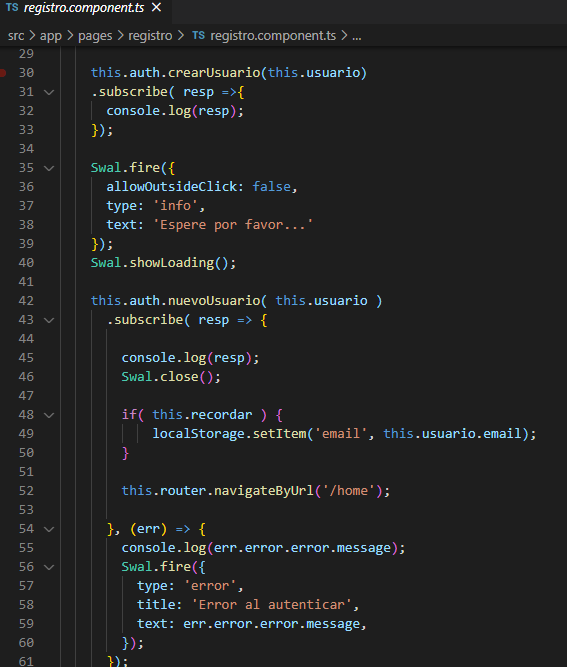 TS registro.component.ts ×
src > app > pages > registro > TS registro.component.ts > ...
29
30 this.auth.crearUsuario(this.usuario)
31 .subscribe( resp =>{
32 console.log(resp);
33 });
34
35 Swal.fire({
36 allowOutsideClick: false,
37 type: 'info',
38 text: 'Espere por favor...'
39 });
40 Swal.showLoading();
41
42 this.auth.nuevoUsuario( this.usuario )
43 .subscribe( resp => {
44
45 console.log(resp);
46 Swal.close();
47
48 if( this.recordar ) {
49 localStorage.setItem('email', this.usuario.email);
50 }
51
52 this.router.navigateByUrl('/home');
53
54 }, (err) => {
55 console.log(err.error.error.message);
56 Swal.fire({
57 type: 'error',
58 title: 'Error al autenticar',
59 text: err.error.error.message,
60 });
61 });